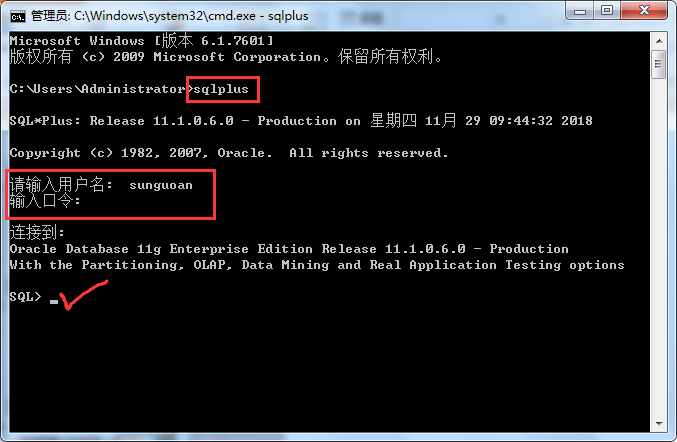 管理员: C:\Windows\system32\cmd.exe - sqlplus
Microsoft Windows [版本 6.1.7601]
版权所有 (c) 2009 Microsoft Corporation。保留所有权利。
C:\Users\Administrator>sqlplus
SQL*Plus: Release 11.1.0.6.0 - Production on 星期四 11月 29 09:44:32 2018
Copyright (c) 1982, 2007, Oracle.  All rights reserved.
请输入用户名:  sunguoan
输入口令:
连接到:
Oracle Database 11g Enterprise Edition Release 11.1.0.6.0 - Production
With the Partitioning, OLAP, Data Mining and Real Application Testing options
SQL> _